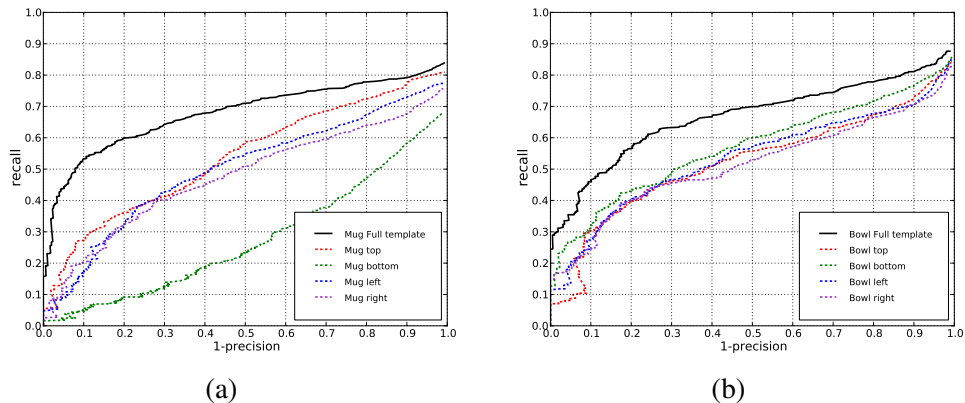 1.0
0.9
0.8
0.7
0.6
0.5
0.4
0.3
0.2
0.1
0.0
recall
0.0 0.1 0.2 0.3 0.4 0.5 0.6 0.7 0.8 0.9 1.0
1-precision
Mug Full template
Mug top
Mug bottom
Mug left
Mug right
(a)
1.0
0.9
0.8
0.7
0.6
0.5
0.4
0.3
0.2
0.1
0.0
recall
0.0 0.1 0.2 0.3 0.4 0.5 0.6 0.7 0.8 0.9 1.0
1-precision
Bowl Full template
Bowl top
Bowl bottom
Bowl left
Bowl right
(b)